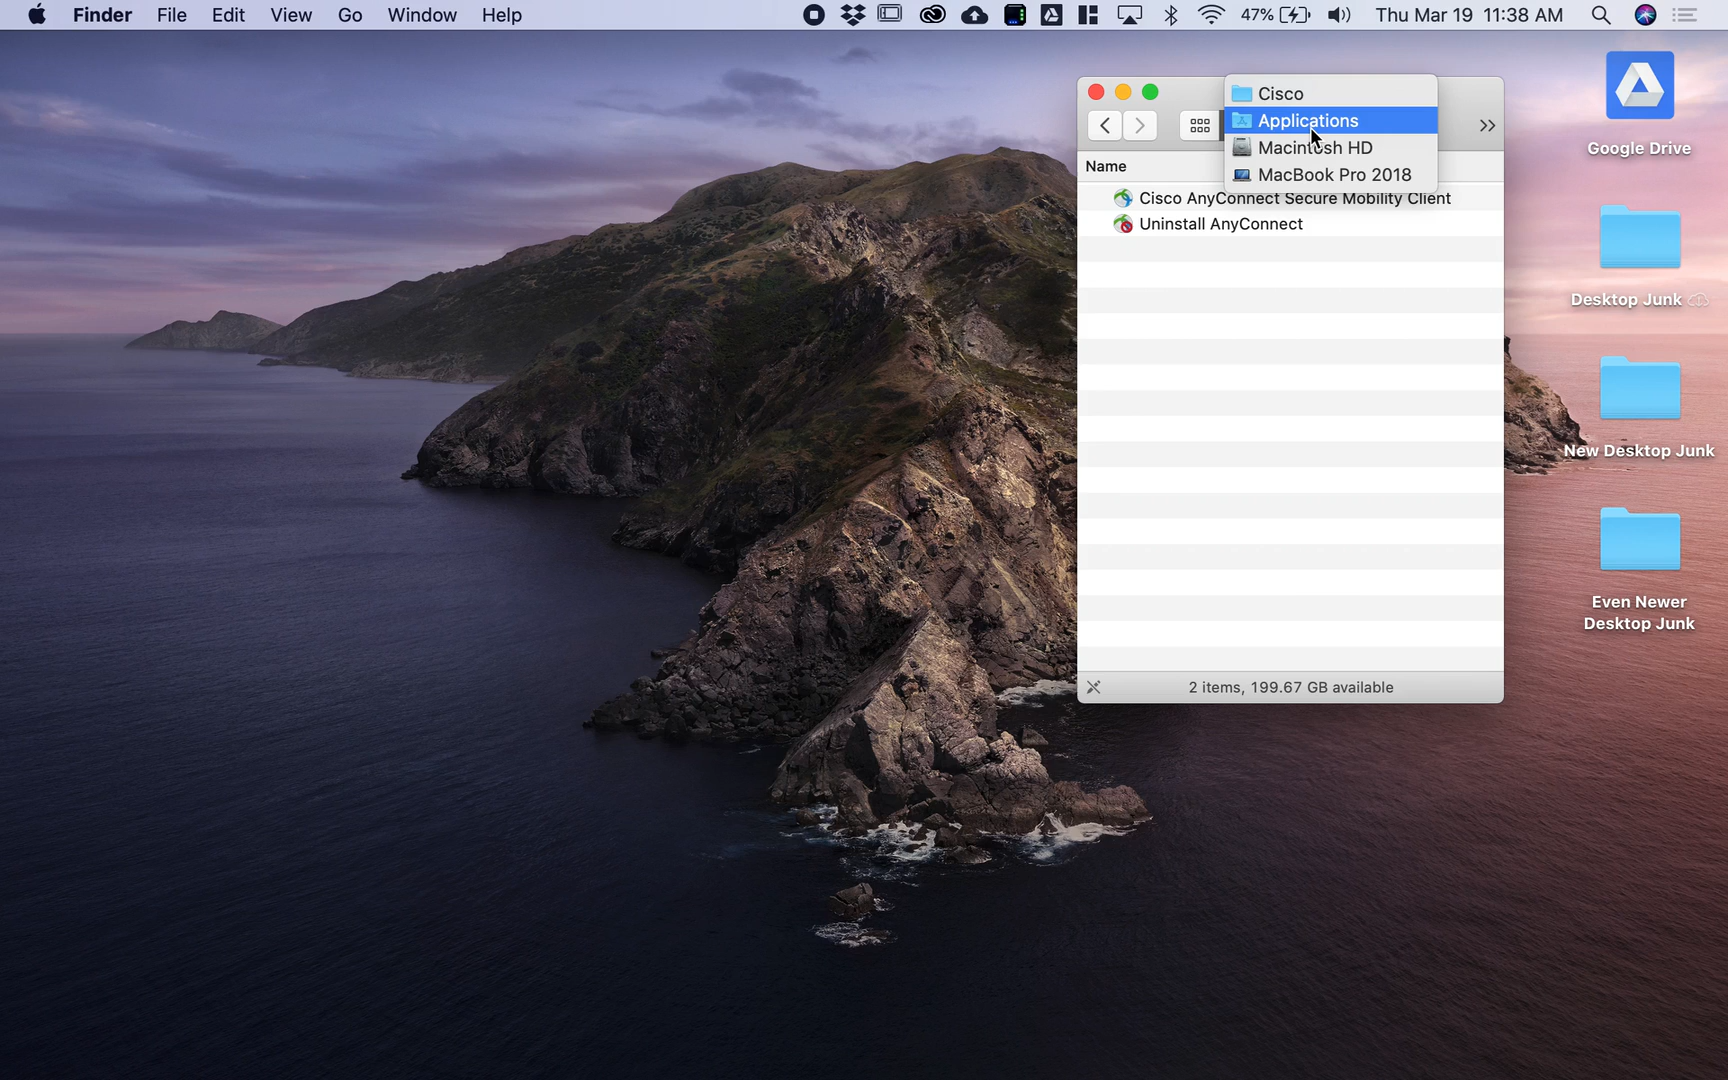 Finder File Edit View Go Window Help 47% Thu Mar 19 11:38 AM
Cisco
Applications
Macintosh HD
MacBook Pro 2018
Name
Cisco AnyConnect Secure Mobility Client
Uninstall AnyConnect
2 items, 199.67 GB available
Google Drive
Desktop Junk
New Desktop Junk
Even Newer
Desktop Junk